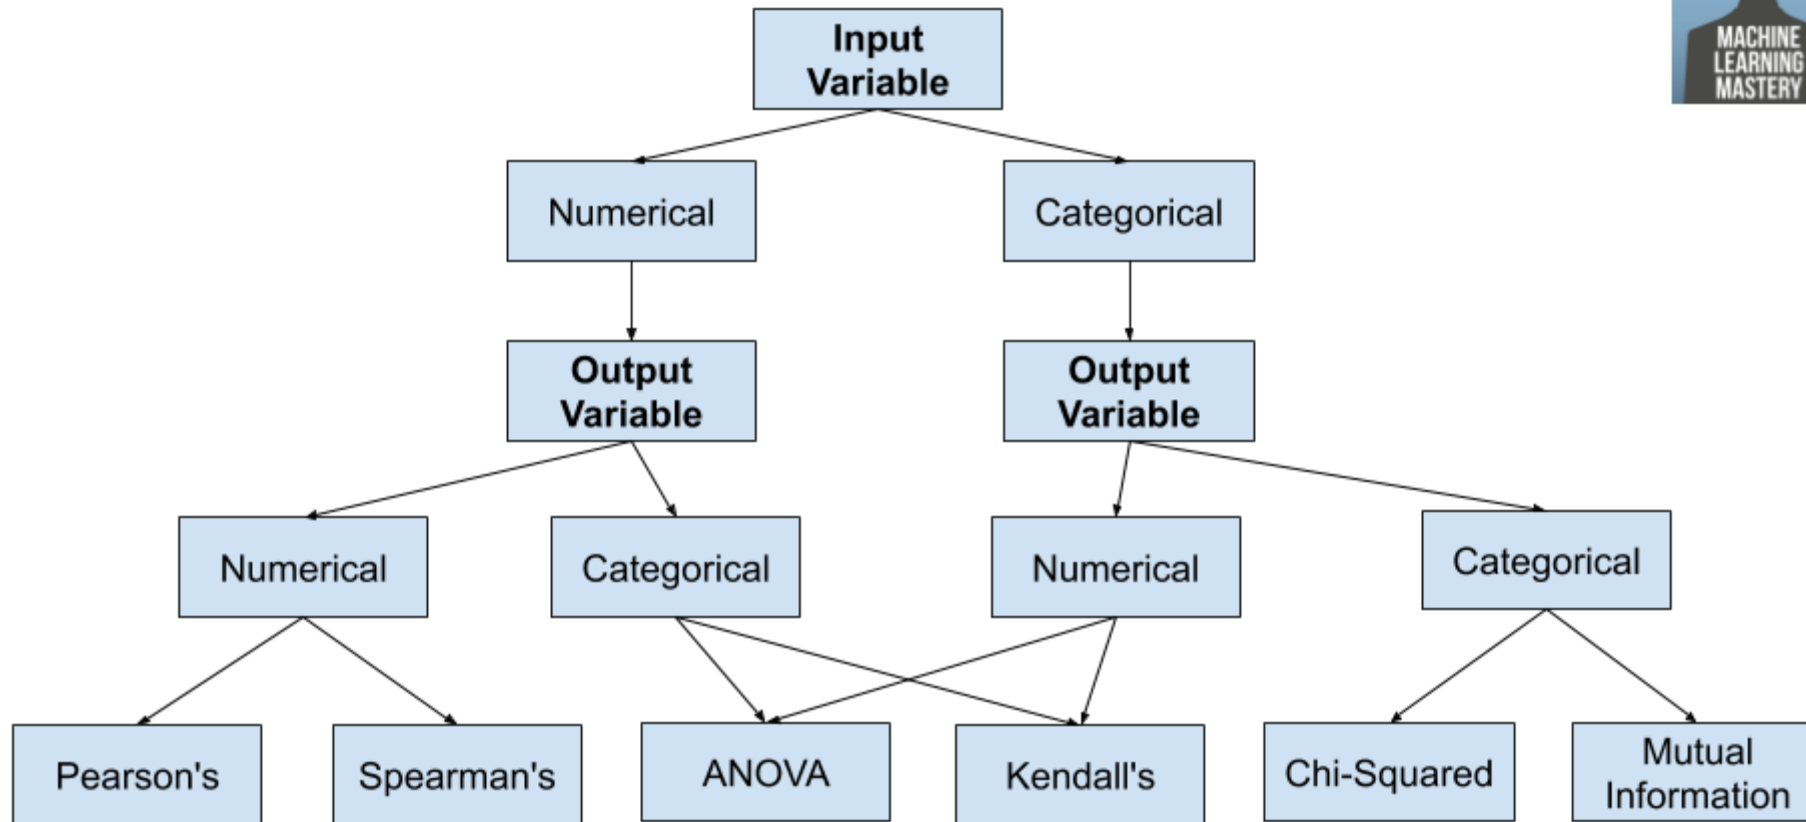 Input
Variable
MACHINE
LEARNING
MASTERY
Numerical
Categorical
Output
Variable
Output
Variable
Numerical
Categorical
Numerical
Categorical
Pearson's
Spearman's
ANOVA
Kendall's
Chi-Squared
Mutual
Information